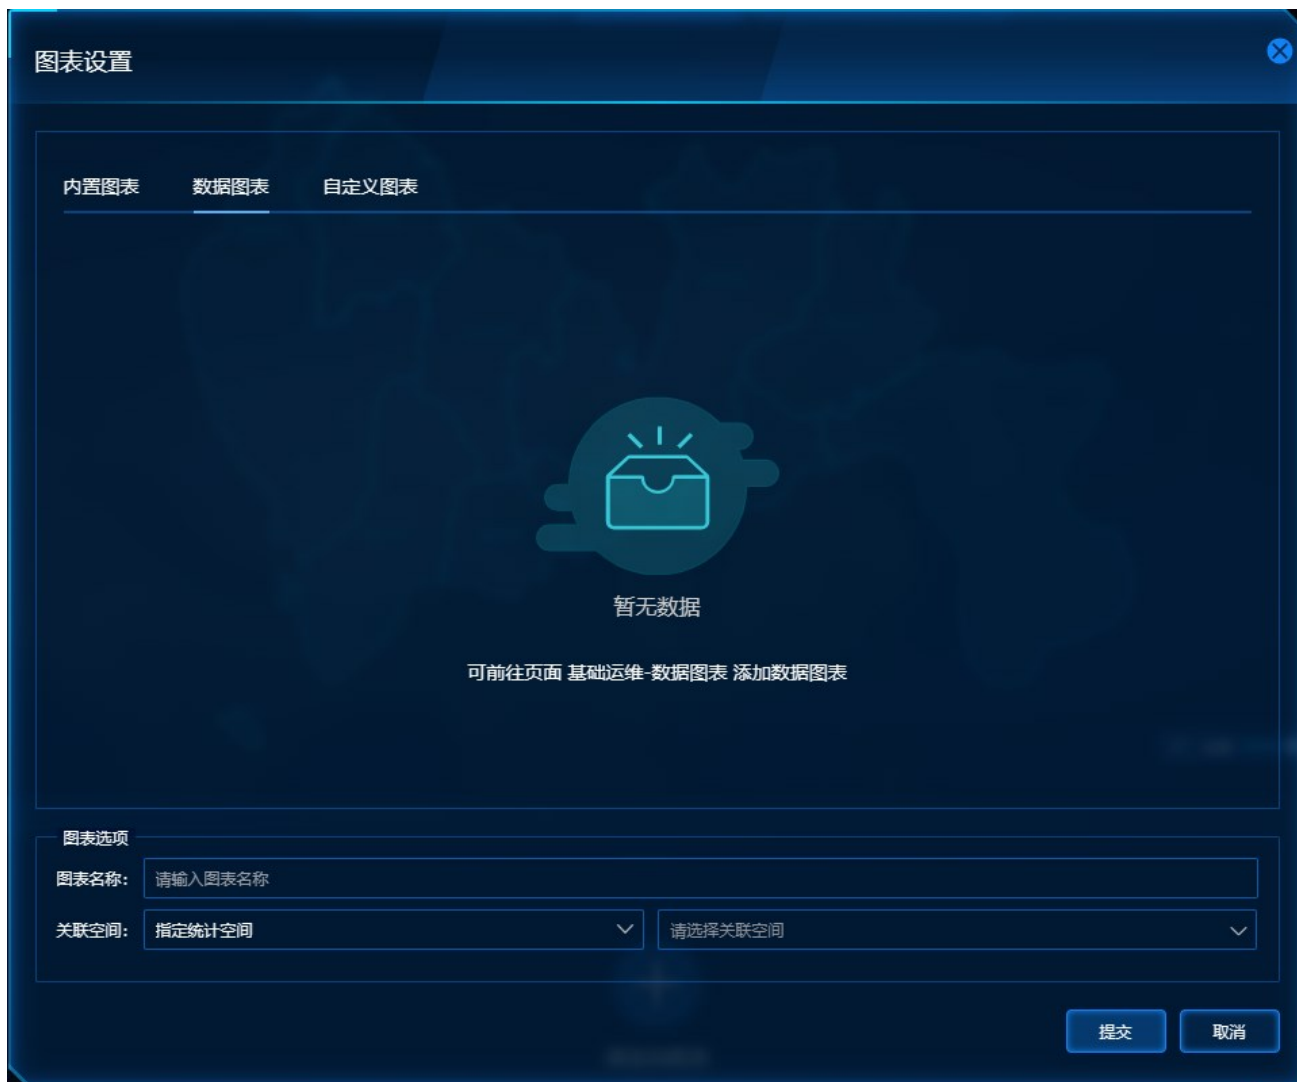 图表设置
内置图表 数据图表 自定义图表
暂无数据
可前往页面 基础运维-数据图表 添加数据图表
图表选项
图表名称: 请输入图表名称
关联空间: 指定统计空间 请选择关联空间
提交 取消